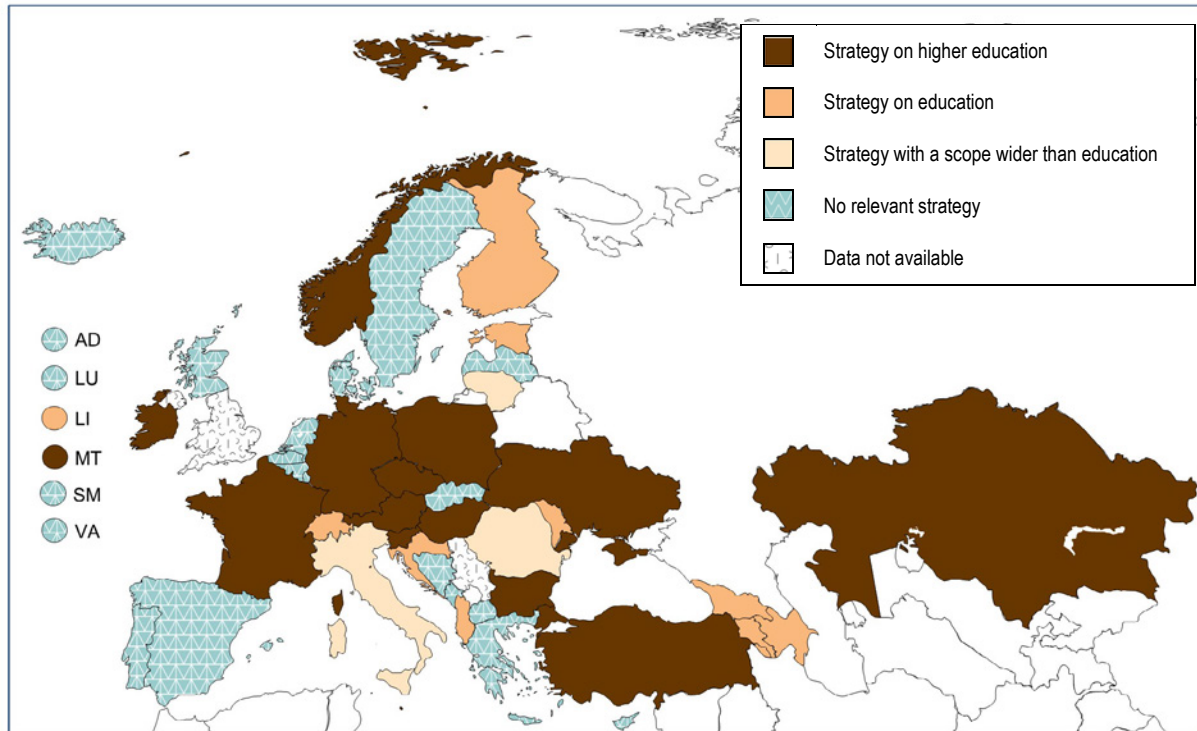 Strategy on higher education
Strategy on education
Strategy with a scope wider than education
No relevant strategy
Data not available
AD
LU
LI
MT
SM
VA